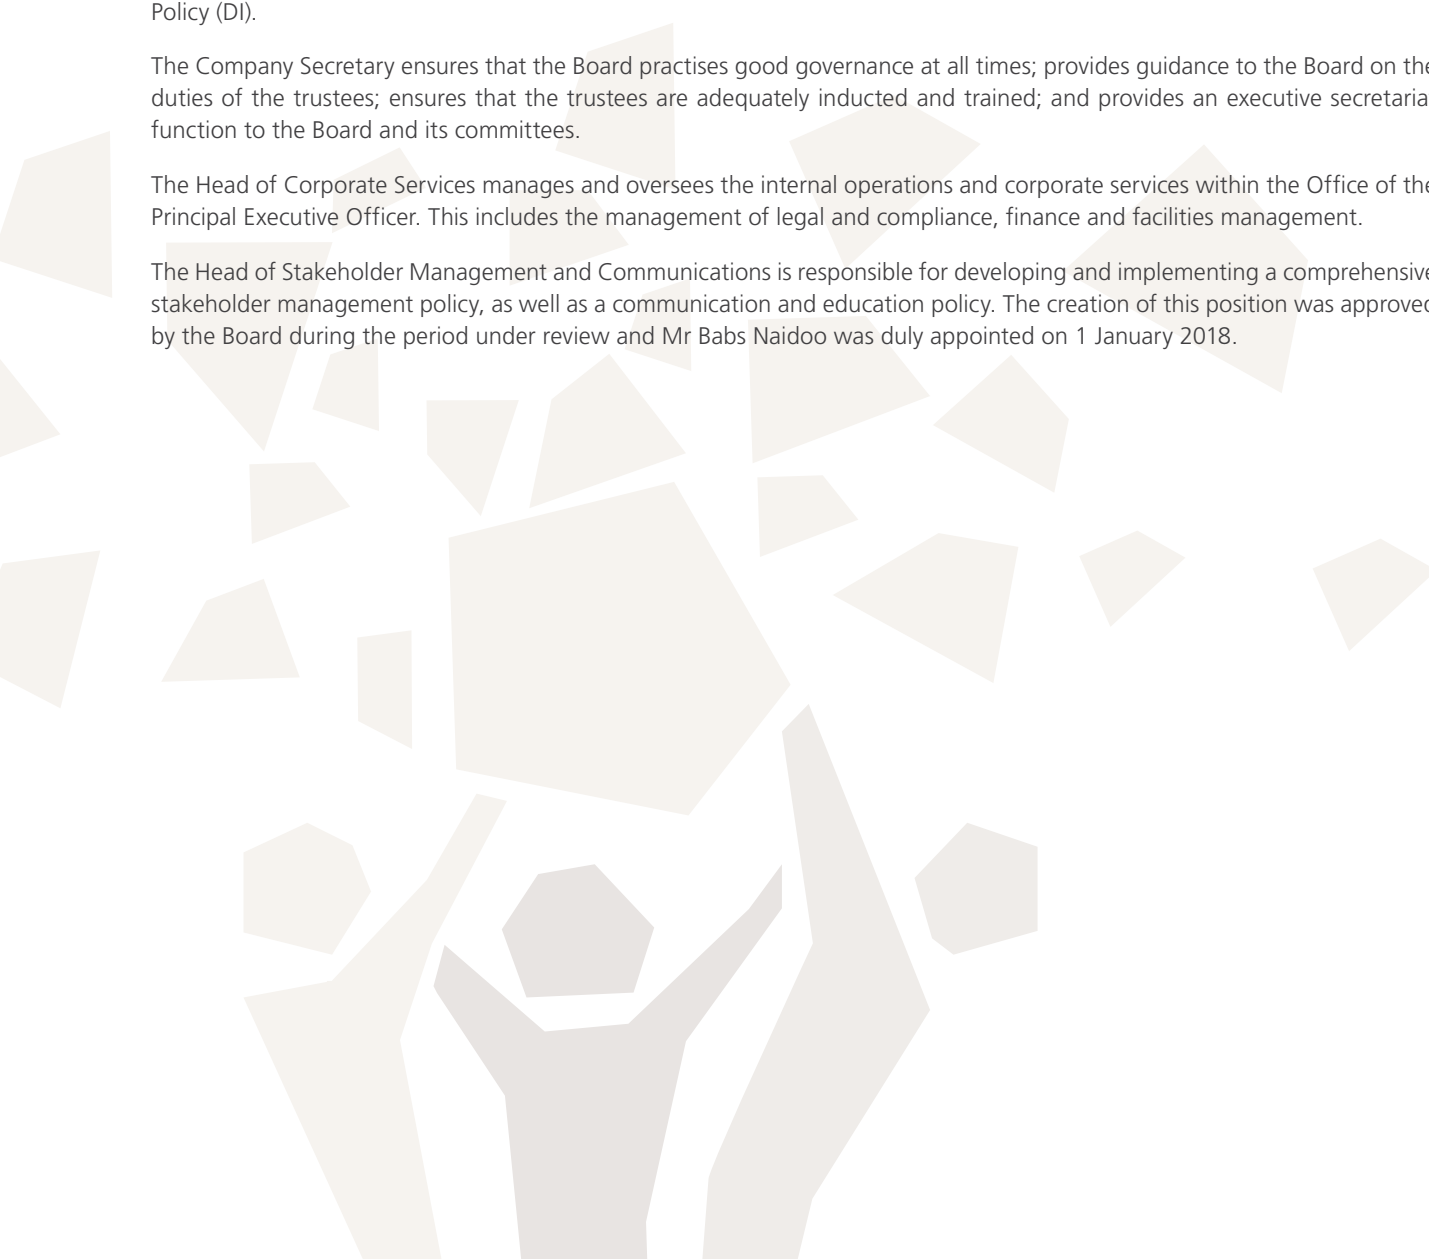 Policy (DI).
The Company Secretary ensures that the Board practises good governance at all times; provides guidance to the Board on the
duties of the trustees; ensures that the trustees are adequately inducted and trained; and provides an executive secretaria
function to the Board and its committees.
The Head of Corporate Services manages and oversees the internal operations and corporate services within the Office of the
Principal Executive Officer. This includes the management of legal and compliance, finance and facilities management.
The Head of Stakeholder Management and Communications is responsible for developing and implementing a comprehensive
stakeholder management policy, as well as a communication and education policy. The creation of this position was approved
by the Board during the period under review and Mr Babs Naidoo was duly appointed on 1 January 2018.